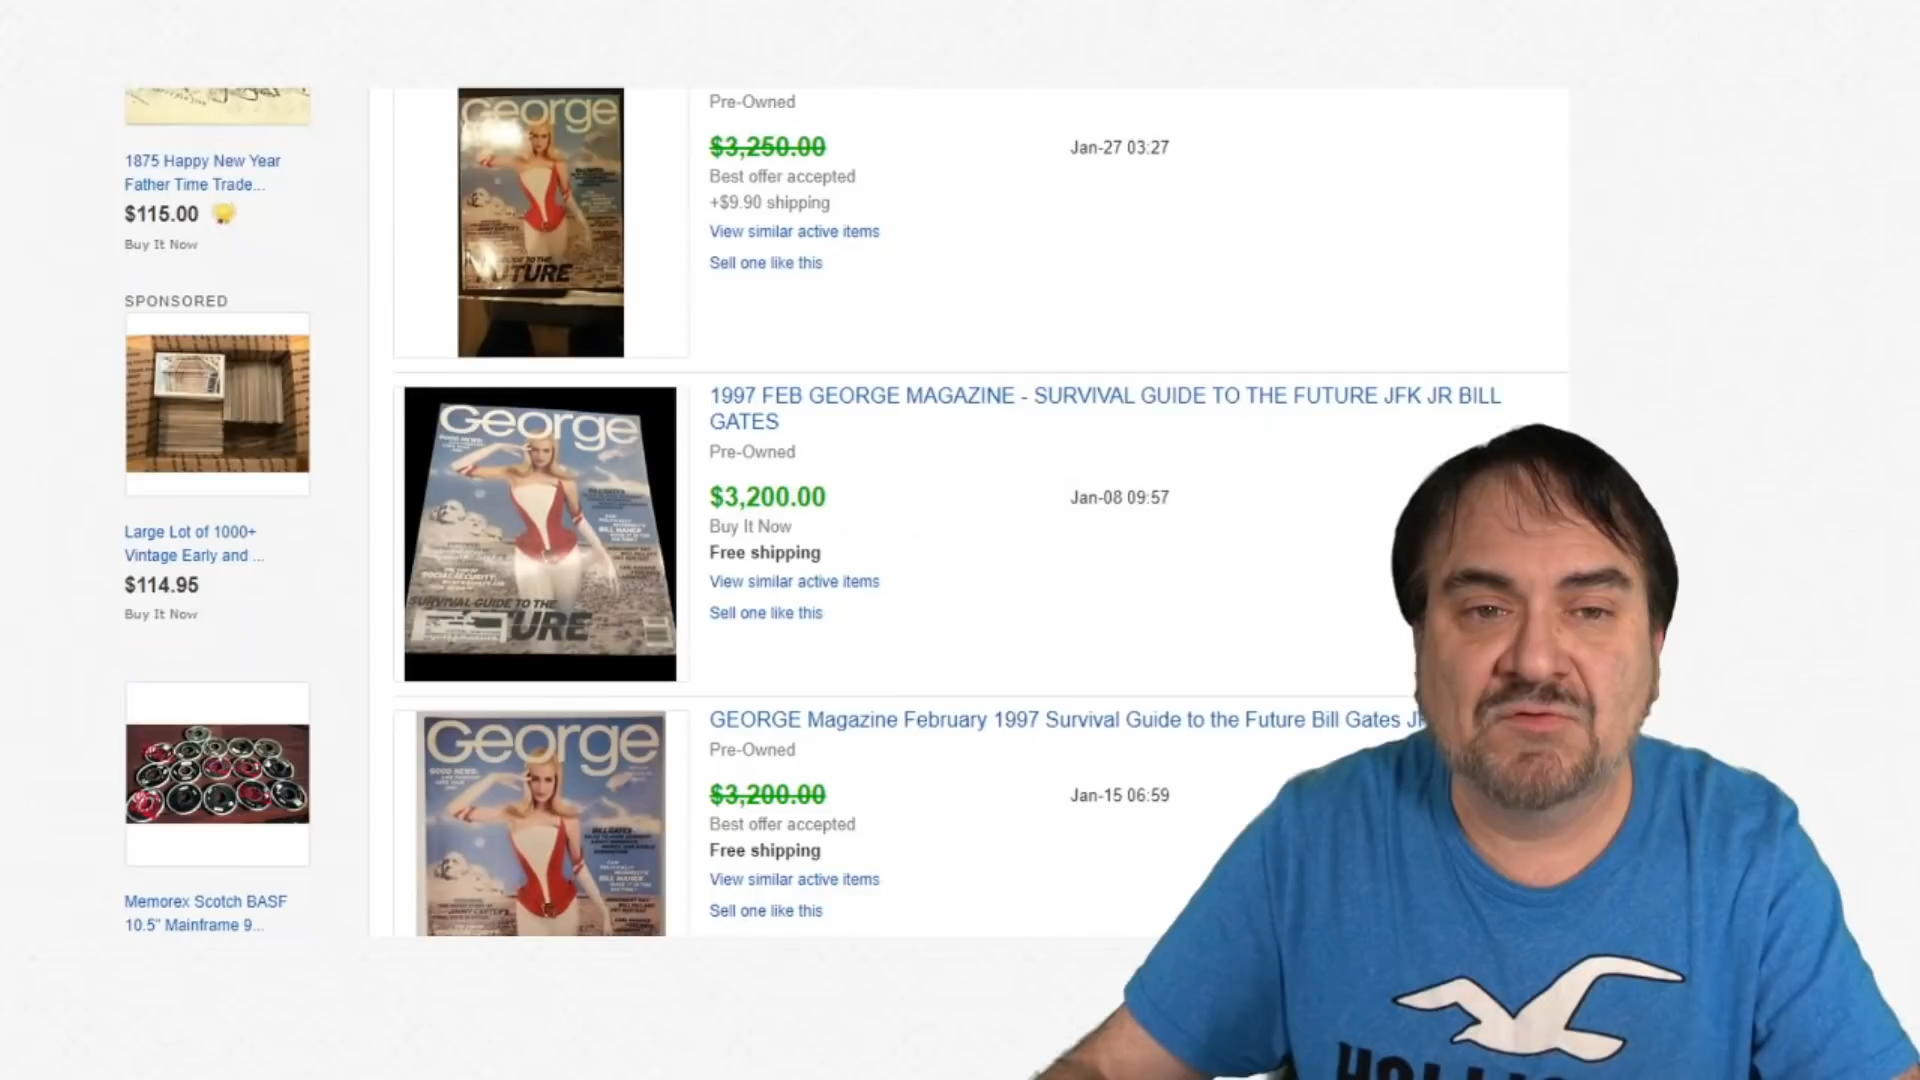 1875 Happy New Year
Father Time Trade...
$115.00
Buy It Now
SPONSORED
Large Lot of 1000+
Vintage Early and ...
$114.95
Buy It Now
Memorex Scotch BASF
10.5" Mainframe 9...
George
FUTURE
Pre-Owned
$3,250.00
Jan-27 03:27
Best offer accepted
+$9.90 shipping
View similar active items
Sell one like this
George
SURVIVAL GUIDE TO THE
URE
1997 FEB GEORGE MAGAZINE - SURVIVAL GUIDE TO THE FUTURE JFK JR BILL
GATES
Pre-Owned
$3,200.00
Jan-08 09:57
Buy It Now
Free shipping
View similar active items
Sell one like this
George
GEORGE Magazine February 1997 Survival Guide to the Future Bill Gates
Pre-Owned
$3,200.00
Jan-15 06:59
Best offer accepted
Free shipping
View similar active items
Sell one like this